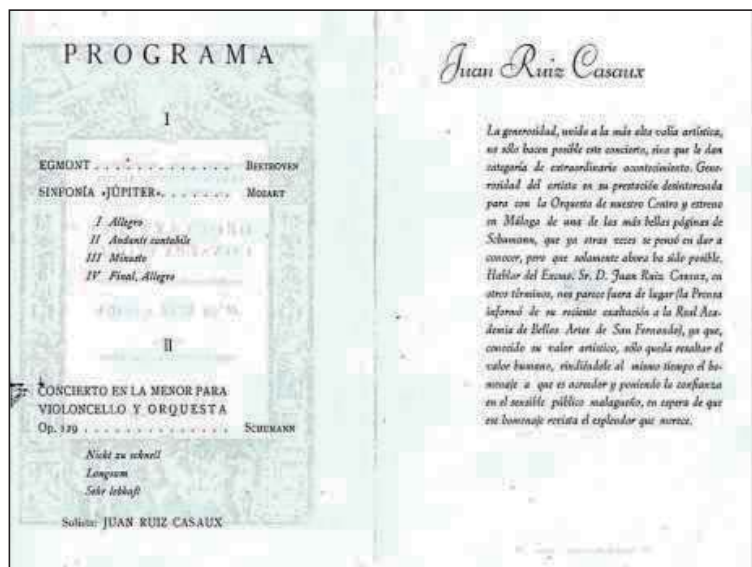 PROGRAMA
I
EGMONT . . . . . . . . . . . . . BEETHOVEN
SINFONÍA «JÚPITER» . . . . . . . MOZART
I Allegro
II Andante cantabile
III Minueto
IV Final, Allegro
II
CONCIERTO EN LA MENOR PARA
VIOLONCELLO Y ORQUESTA
Op. 129 . . . . . . . . . . . . . . SCHUMANN
Nicht zu schnell
Langsam
Sehr lebhaft
Solista: JUAN RUIZ CASAUX
Juan Ruiz Casaux
La generosidad, unida a la más alta valía artística,
no sólo hacen posible este concierto, sino que le dan
categoría de extraordinario acontecimiento. Gene-
rosidad del artista en su prestación desinteresada
para con la Orquesta de nuestro Centro y estreno
en Málaga de una de las más bellas páginas de
Schumann, que ya otras veces se pensó en dar a
conocer, pero que solamente ahora ha sido posible.
Hablar del Excmo. Sr. D. Juan Ruiz Casaux, en
otros términos, nos parece fuera de lugar (la Prensa
informó de su reciente exaltación a la Real Aca-
demia de Bellas Artes de San Fernando), ya que,
conocido su valor artístico, sólo queda resaltar el
valor humano, rindiéndole al mismo tiempo el ho-
menaje a que es acreedor y poniendo la confianza
en el sensible público malagueño, en espera de que
ese homenaje revista el esplendor que merece.